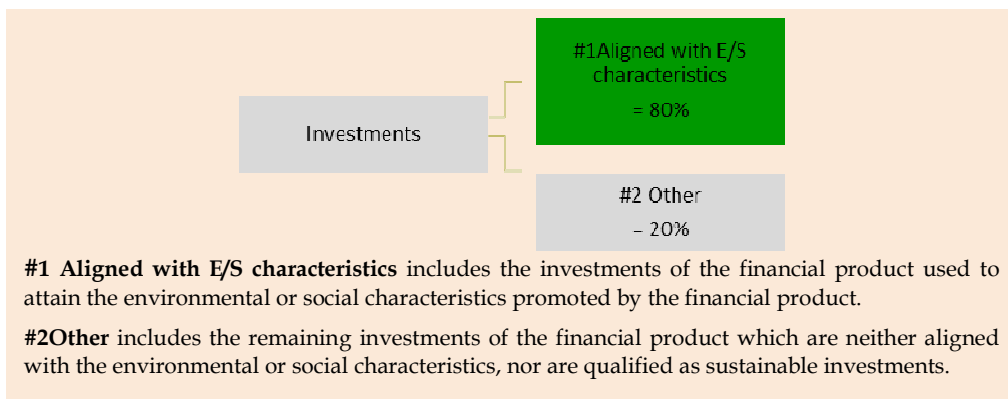 #1Aligned with E/S
characteristics
= 80%
Investments
#2 Other
= 20%
#1 Aligned with E/S characteristics includes the investments of the financial product used to
attain the environmental or social characteristics promoted by the financial product.
#2Other includes the remaining investments of the financial product which are neither aligned
with the environmental or social characteristics, nor are qualified as sustainable investments.